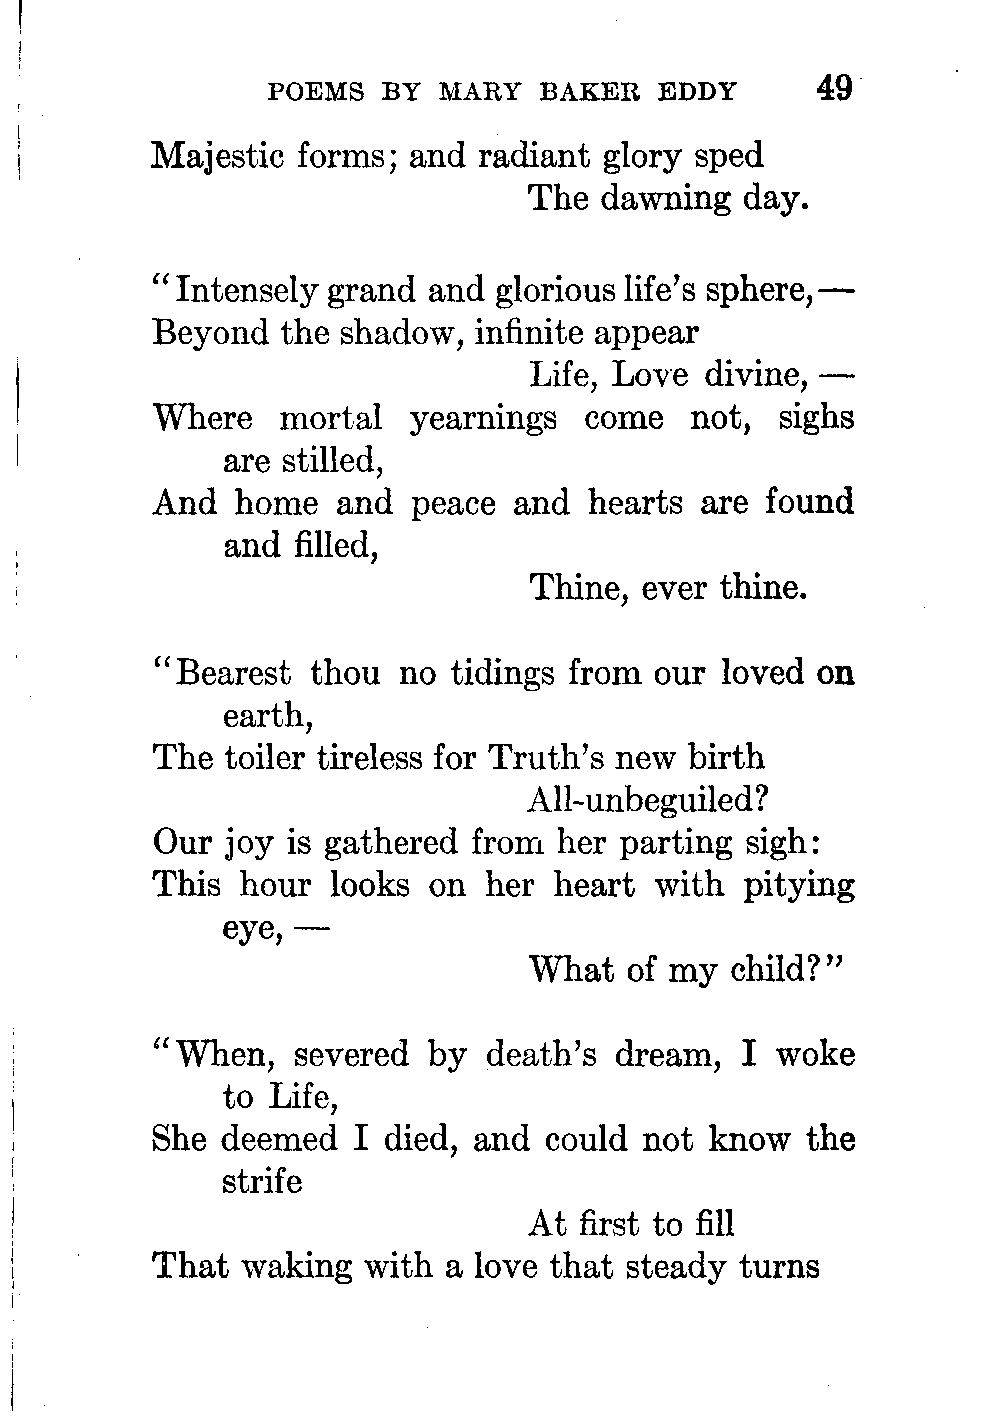 POEMS BY MARY BAKER EDDY 49
Majestic forms; and radiant glory sped
The dawning day.
“Intensely grand and glorious life’s sphere,—
Beyond the shadow, infinite appear
Life, Love divine, —
Where mortal yearnings come not, sighs
are stilled,
And home and peace and hearts are found
and filled,
Thine, ever thine.
“Bearest thou no tidings from our loved on
earth,
The toiler tireless for Truth’s new birth
All-unbeguiled?
Our joy is gathered from her parting sigh:
This hour looks on her heart with pitying
eye, —
What of my child?”
“When, severed by death’s dream, I woke
to Life,
She deemed I died, and could not know the
strife
At first to fill
That waking with a love that steady turns